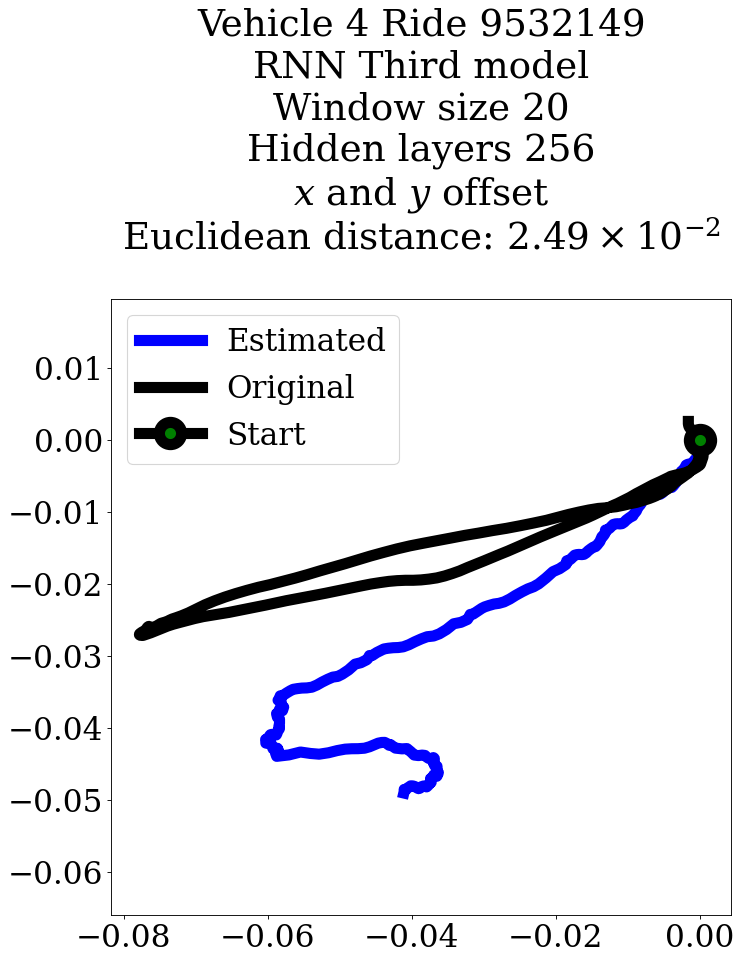 Vehicle 4 Ride 9532149
RNN Third model
Window size 20
Hidden layers 256
x and y offset
Euclidean distance: 2.49 × 10⁻²
Estimated
Original
Start
0.01
0.00
−0.01
−0.02
−0.03
−0.04
−0.05
−0.06
−0.08 −0.06 −0.04 −0.02 0.00